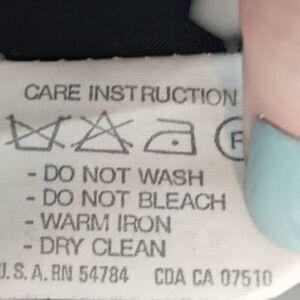 CARE INSTRUCTION
F
- DO NOT WASH
- DO NOT BLEACH
- WARM IRON
- DRY CLEAN
U.S.A. RN 54784 CDA CA 07510